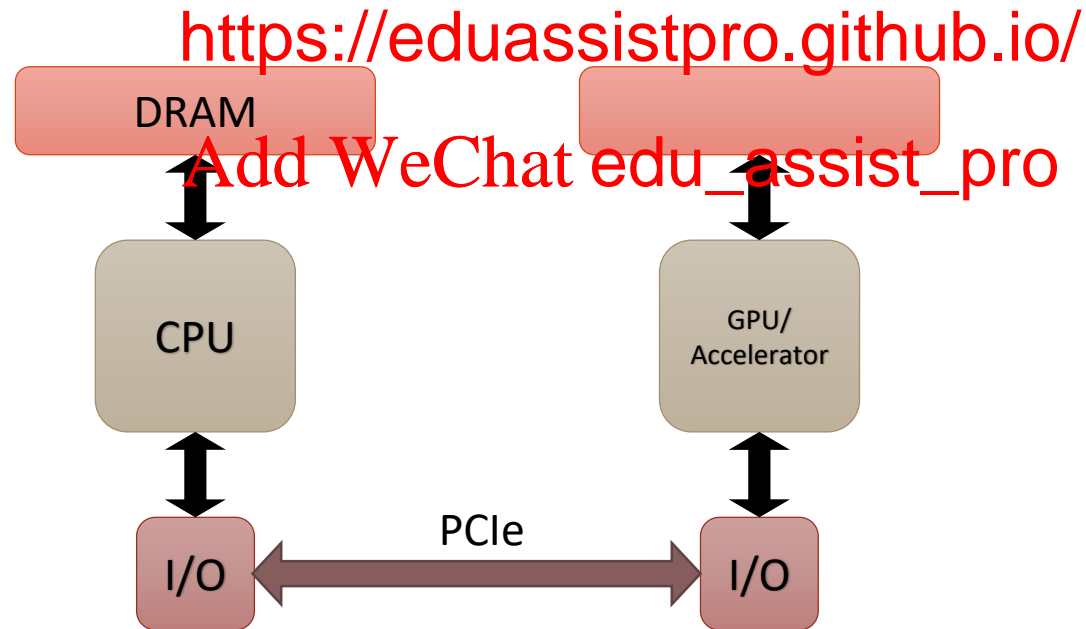 https://eduassistpro.github.io/
DRAM
Add WeChat edu_assist_pro
CPU
GPU/
Accelerator
PCIe
I/O
I/O